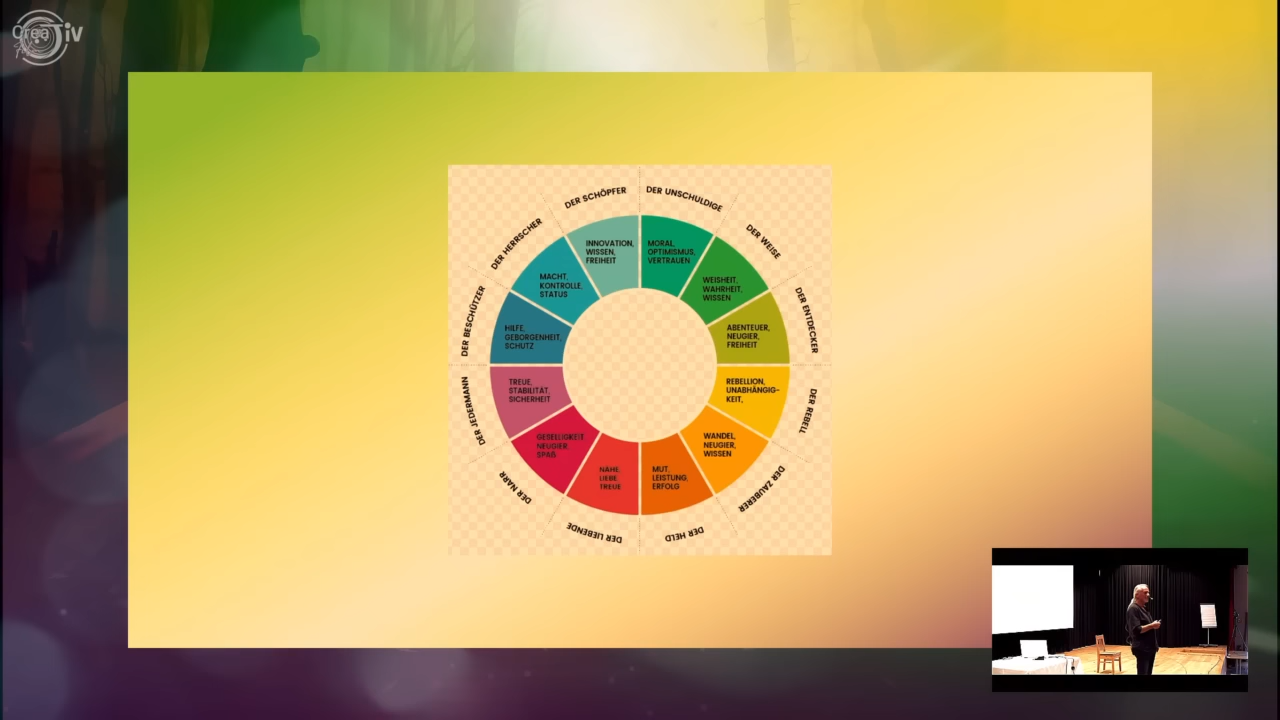 Crea iv
DER SCHÖPFER
DER UNSCHULDIGE
DER WEISE
DER ENTDECKER
DER REBELL
DER ZAUBERER
DER HELD
DER LIEBENDE
DER NARR
DER JEDERMANN
DER BESCHÜTZER
DER HERRSCHER
INNOVATION,
WISSEN,
FREIHEIT
MORAL,
OPTIMISMUS,
VERTRAUEN
WEISHEIT,
WAHRHEIT,
WISSEN
ABENTEUER,
NEUGIER,
FREIHEIT
REBELLION,
UNABHÄNGIG-
KEIT,
WANDEL,
NEUGIER,
WISSEN
MUT,
LEISTUNG,
ERFOLG
NÄHE,
LIEBE
TREUE
GESELLIGKEIT
NEUGIER,
SPAß
TREUE,
STABILITÄT,
SICHERHEIT
HILFE,
GEBORGENHEIT,
SCHUTZ
MACHT,
KONTROLLE,
STATUS